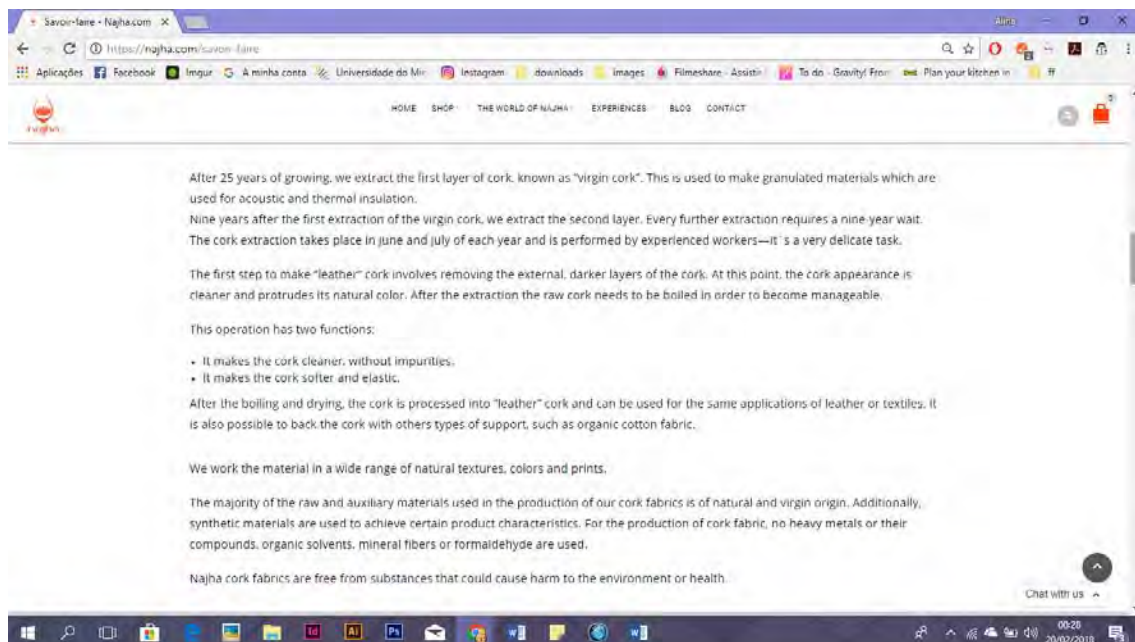 Savoir-faire - Najha.com
Aline
https://najha.com/savoir-faire
Aplicações Facebook Imgur A minha conta Universidade do Min Instagram downloads images Filmeshare - Assistir To do - Gravity! From Plan your kitchen in ff
HOME SHOP THE WORLD OF NAJHA EXPERIENCES BLOG CONTACT
0
After 25 years of growing, we extract the first layer of cork, known as "virgin cork". This is used to make granulated materials which are
used for acoustic and thermal insulation.
Nine years after the first extraction of the virgin cork, we extract the second layer. Every further extraction requires a nine-year wait.
The cork extraction takes place in June and July of each year and is performed by experienced workers—it´s a very delicate task.
The first step to make "leather" cork involves removing the external, darker layers of the cork. At this point, the cork appearance is
cleaner and protrudes its natural color. After the extraction the raw cork needs to be boiled in order to become manageable.
This operation has two functions:
• It makes the cork cleaner, without impurities.
• It makes the cork softer and elastic.
After the boiling and drying, the cork is processed into "leather" cork and can be used for the same applications of leather or textiles. It
is also possible to back the cork with others types of support, such as organic cotton fabric.
We work the material in a wide range of natural textures, colors and prints.
The majority of the raw and auxiliary materials used in the production of our cork fabrics is of natural and virgin origin. Additionally,
synthetic materials are used to achieve certain product characteristics. For the production of cork fabric, no heavy metals or their
compounds, organic solvents, mineral fibers or formaldehyde are used.
Najha cork fabrics are free from substances that could cause harm to the environment or health.
Chat with us
Id Ai Ps
00:28
20/02/2018